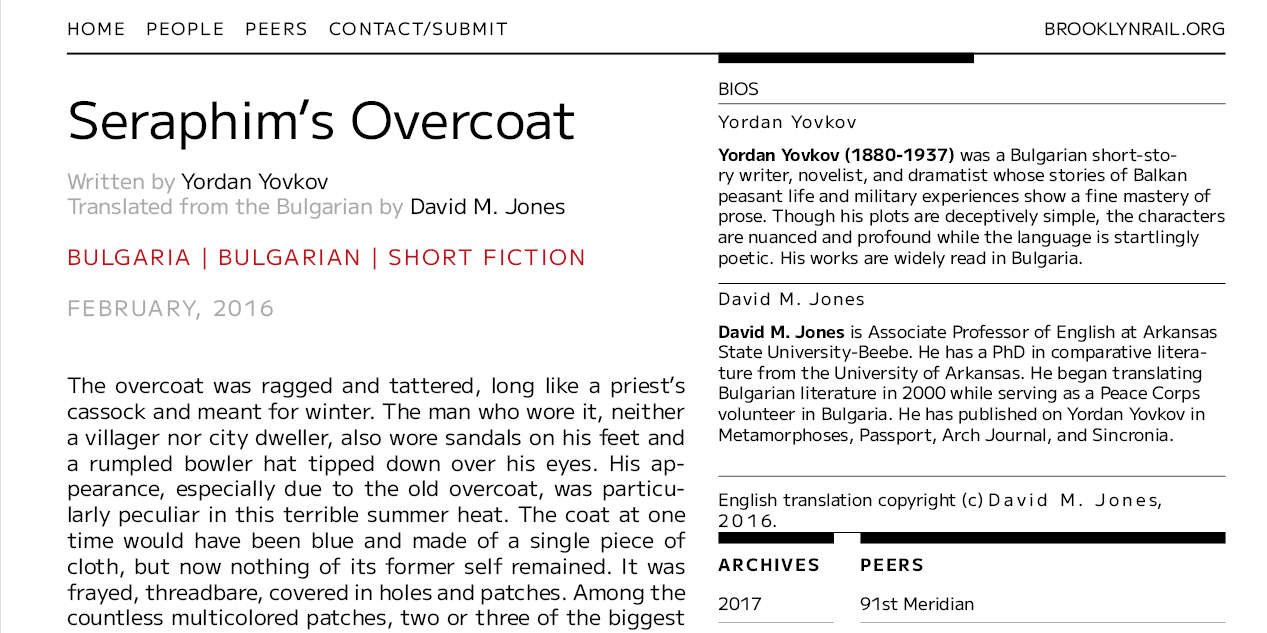 HOME PEOPLE PEERS CONTACT/SUBMIT BROOKLYNRAIL.ORG
Seraphim’s Overcoat
Written by Yordan Yovkov
Translated from the Bulgarian by David M. Jones
BULGARIA | BULGARIAN | SHORT FICTION
FEBRUARY, 2016
The overcoat was ragged and tattered, long like a priest’s
cassock and meant for winter. The man who wore it, neither
a villager nor city dweller, also wore sandals on his feet and
a rumpled bowler hat tipped down over his eyes. His ap-
pearance, especially due to the old overcoat, was particu-
larly peculiar in this terrible summer heat. The coat at one
time would have been blue and made of a single piece of
cloth, but now nothing of its former self remained. It was
frayed, threadbare, covered in holes and patches. Among the
countless multicolored patches, two or three of the biggest
BIOS
Yordan Yovkov
Yordan Yovkov (1880-1937) was a Bulgarian short-sto-
ry writer, novelist, and dramatist whose stories of Balkan
peasant life and military experiences show a fine mastery of
prose. Though his plots are deceptively simple, the characters
are nuanced and profound while the language is startlingly
poetic. His works are widely read in Bulgaria.
David M. Jones
David M. Jones is Associate Professor of English at Arkansas
State University-Beebe. He has a PhD in comparative litera-
ture from the University of Arkansas. He began translating
Bulgarian literature in 2000 while serving as a Peace Corps
volunteer in Bulgaria. He has published on Yordan Yovkov in
Metamorphoses, Passport, Arch Journal, and Sincronia.
English translation copyright (c) David M. Jones,
2016.
ARCHIVES PEERS
2017 91st Meridian